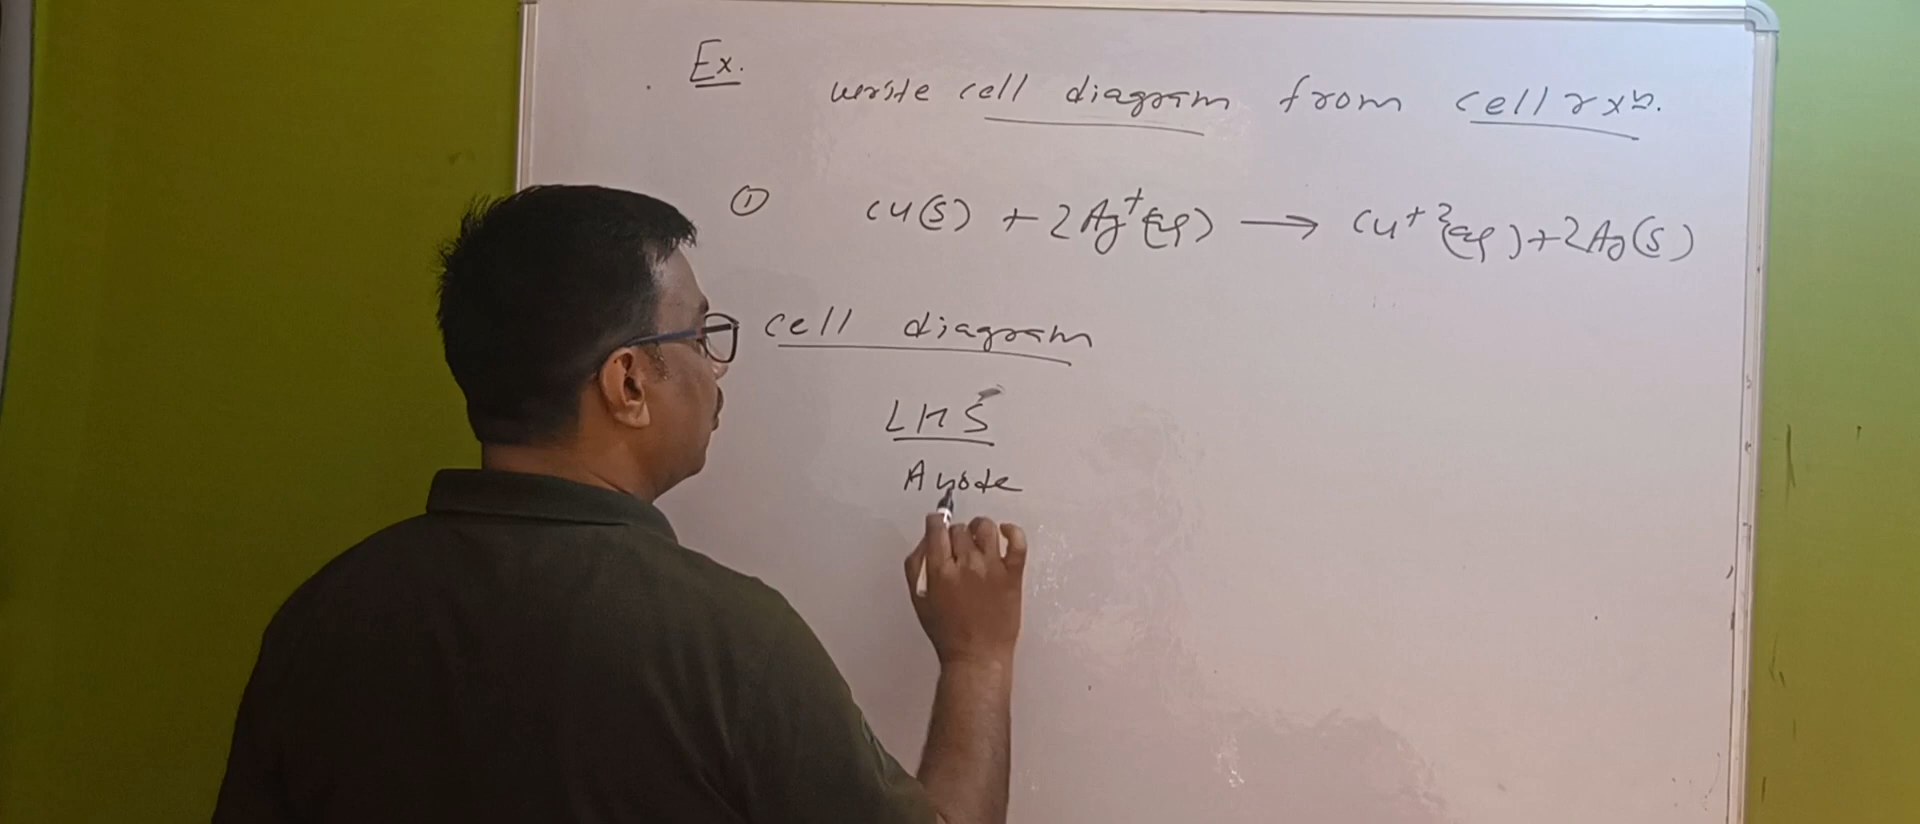 Ex.
write cell diagram from cell rxn.
① Cu(s) + 2Ag⁺(aq) → Cu⁺²(aq) + 2Ag(s)
cell diagram
LHS
Anode